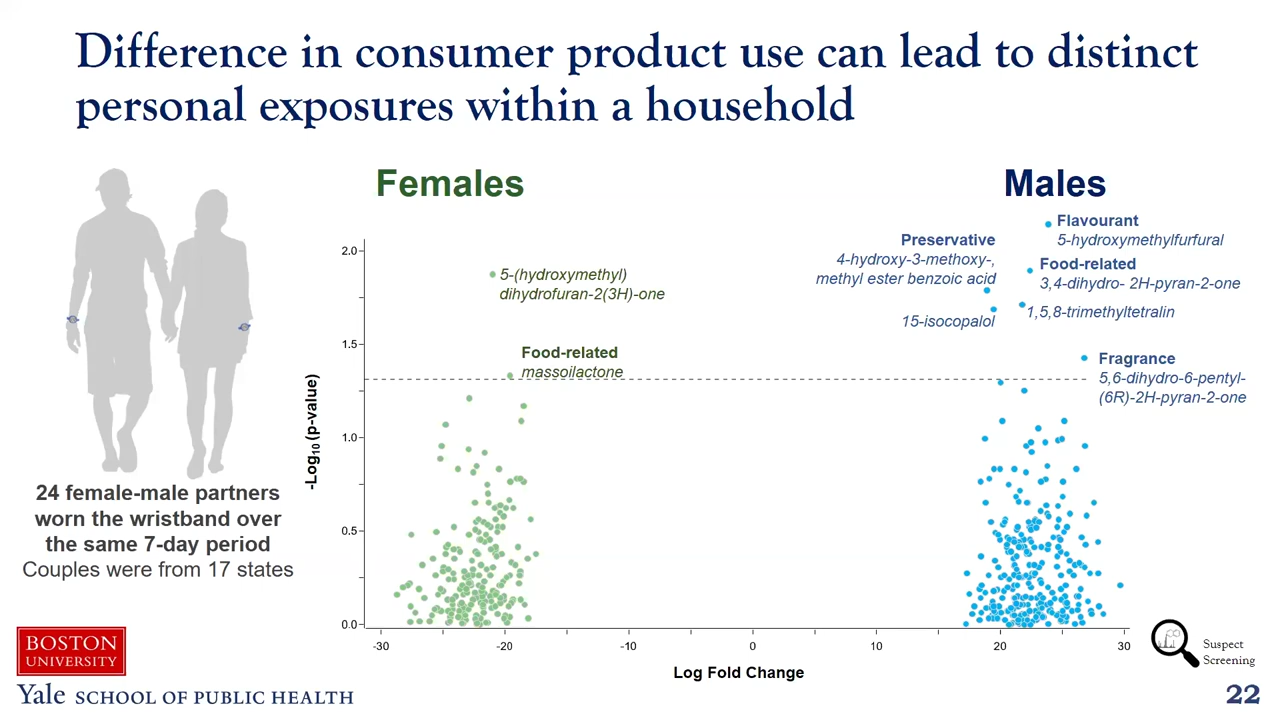 Difference in consumer product use can lead to distinct
personal exposures within a household
Females
Males
24 female-male partners
worn the wristband over
the same 7-day period
Couples were from 17 states
-Log10 (p-value)
2.0
1.5
1.0
0.5
0.0
5-(hydroxymethyl)
dihydrofuran-2(3H)-one
Food-related
massoilactone
Preservative
4-hydroxy-3-methoxy-,
methyl ester benzoic acid
15-isocopalol
Flavourant
5-hydroxymethylfurfural
Food-related
3,4-dihydro- 2H-pyran-2-one
1,5,8-trimethyltetralin
Fragrance
5,6-dihydro-6-pentyl-
(6R)-2H-pyran-2-one
-30 -20 -10 0 10 20 30
Log Fold Change
Suspect
Screening
BOSTON
UNIVERSITY
Yale SCHOOL OF PUBLIC HEALTH
22